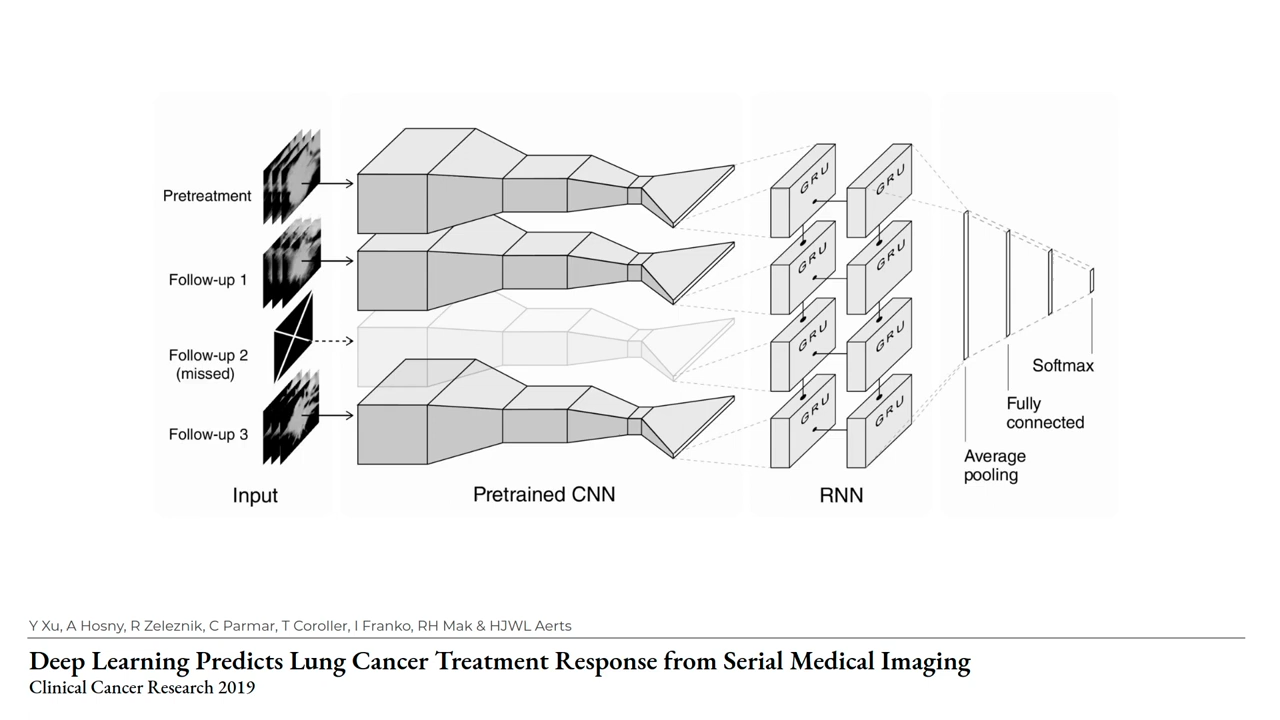 Pretreatment
Follow-up 1
Follow-up 2
(missed)
Follow-up 3
Input
Pretrained CNN
GRU
GRU
GRU
GRU
GRU
GRU
GRU
GRU
RNN
Average
pooling
Fully
connected
Softmax
Y Xu, A Hosny, R Zeleznik, C Parmar, T Coroller, I Franko, RH Mak & HJWL Aerts
Deep Learning Predicts Lung Cancer Treatment Response from Serial Medical Imaging
Clinical Cancer Research 2019